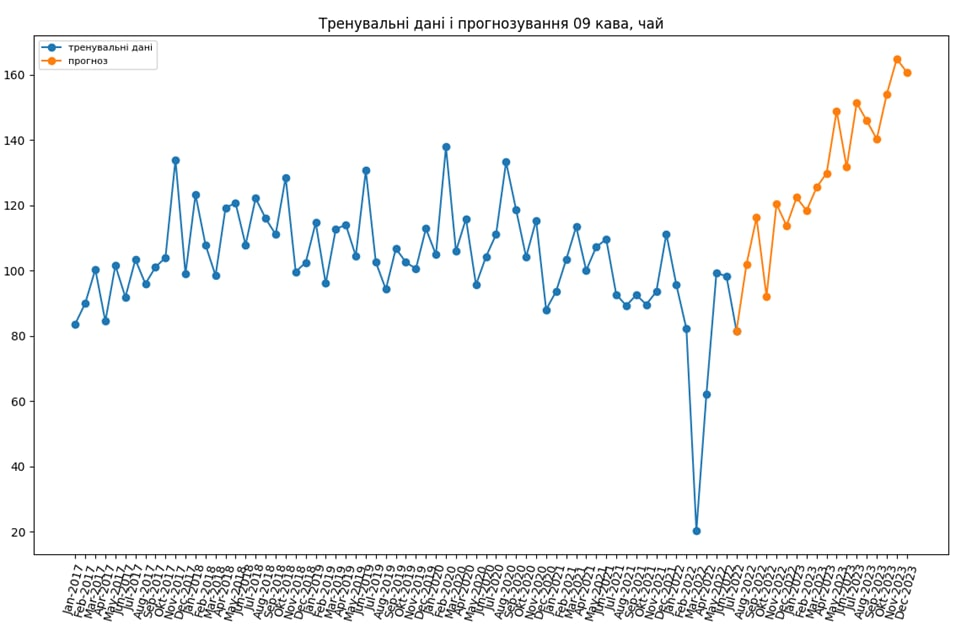 Тренувальні дані і прогнозування 09 кава, чай
тренувальні дані
прогноз
160
140
120
100
80
60
40
20
Jan-2017
Feb-2017
Mar-2017
Apr-2017
May-2017
Jun-2017
Jul-2017
Aug-2017
Sep-2017
Okt-2017
Nov-2017
Dec-2017
Jan-2018
Feb-2018
Mar-2018
Apr-2018
May-2018
Jun-2018
Jul-2018
Aug-2018
Sep-2018
Okt-2018
Nov-2018
Dec-2018
Jan-2019
Feb-2019
Mar-2019
Apr-2019
May-2019
Jun-2019
Jul-2019
Aug-2019
Sep-2019
Okt-2019
Nov-2019
Dec-2019
Jan-2020
Feb-2020
Mar-2020
Apr-2020
May-2020
Jun-2020
Jul-2020
Aug-2020
Sep-2020
Okt-2020
Nov-2020
Dec-2020
Jan-2021
Feb-2021
Mar-2021
Apr-2021
May-2021
Jun-2021
Jul-2021
Aug-2021
Sep-2021
Okt-2021
Nov-2021
Dec-2021
Jan-2022
Feb-2022
Mar-2022
Apr-2022
May-2022
Jun-2022
Jul-2022
Aug-2022
Sep-2022
Okt-2022
Nov-2022
Dec-2022
Jan-2023
Feb-2023
Mar-2023
Apr-2023
May-2023
Jun-2023
Jul-2023
Aug-2023
Sep-2023
Okt-2023
Nov-2023
Dec-2023